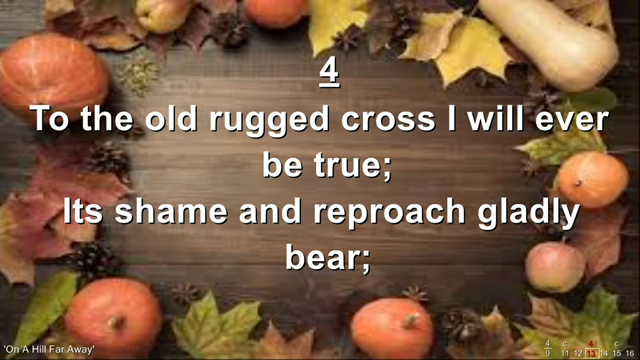 4
To the old rugged cross I will ever
be true;
Its shame and reproach gladly
bear;
'On A Hill Far Away'
4 c 4 c
9 11 12 13 14 15 16